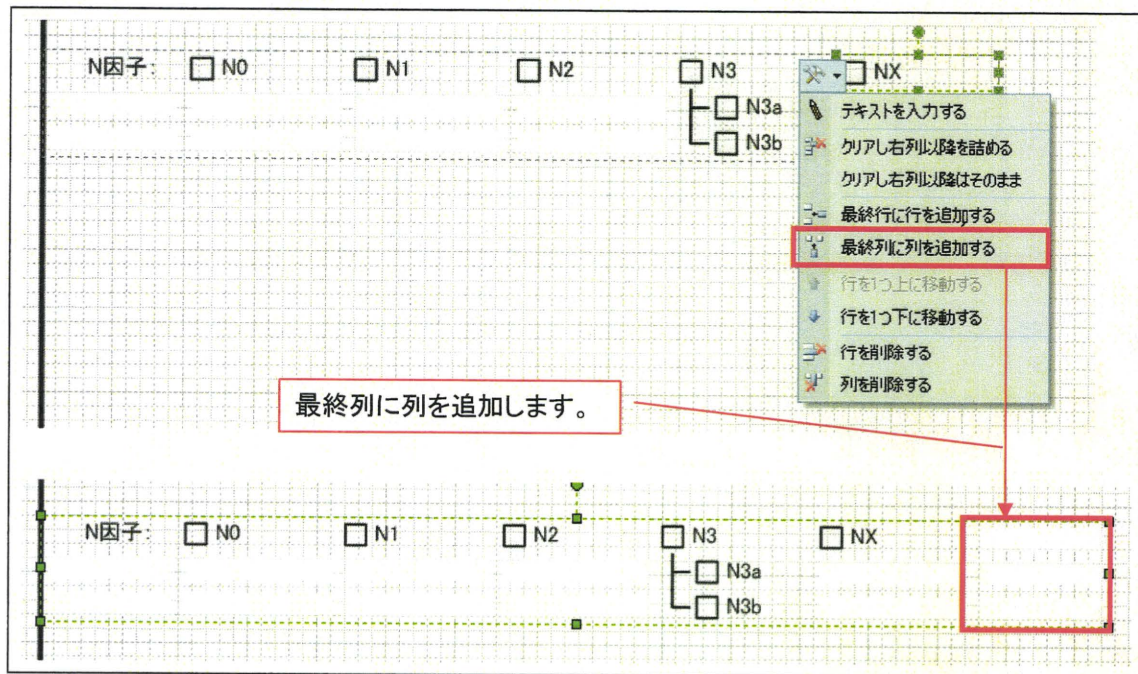 N因子: N0 N1 N2 N3 NX
N3a
N3b
テキストを入力する
クリアし右列以降を詰める
クリアし右列以降はそのまま
最終行に行を追加する
最終列に列を追加する
行を1つ上に移動する
行を1つ下に移動する
行を削除する
列を削除する
最終列に列を追加します。
N因子: N0 N1 N2 N3 NX
N3a
N3b